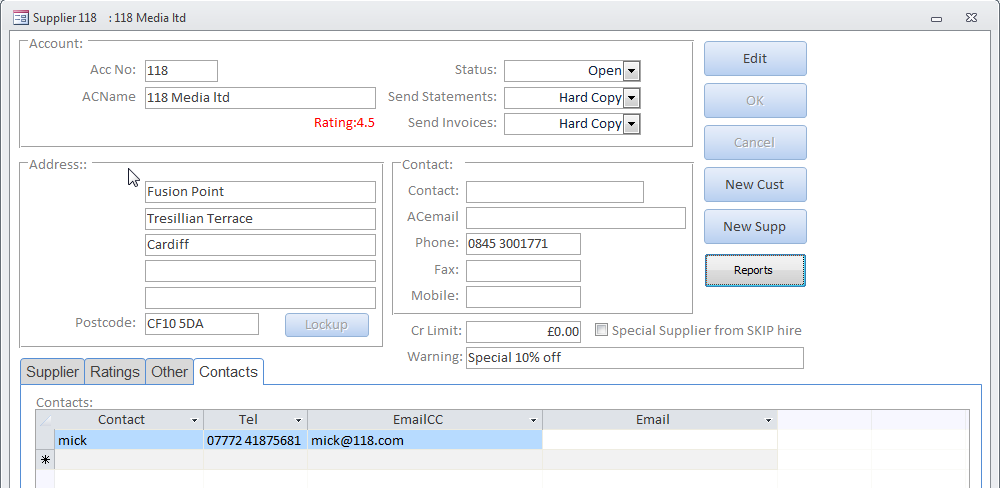 Supplier 118 : 118 Media ltd
Account:
Acc No: 118 Status: Open
ACName 118 Media ltd Send Statements: Hard Copy
Rating:4.5 Send Invoices: Hard Copy
Edit
OK
Cancel
New Cust
New Supp
Reports
Address::
Fusion Point
Tresillian Terrace
Cardiff
Postcode: CF10 5DA Lockup
Contact:
Contact:
ACemail
Phone: 0845 3001771
Fax:
Mobile:
Cr Limit: £0.00 Special Supplier from SKIP hire
Warning: Special 10% off
Supplier Ratings Other Contacts
Contacts:
Contact Tel EmailCC Email
mick 07772 41875681 mick@118.com